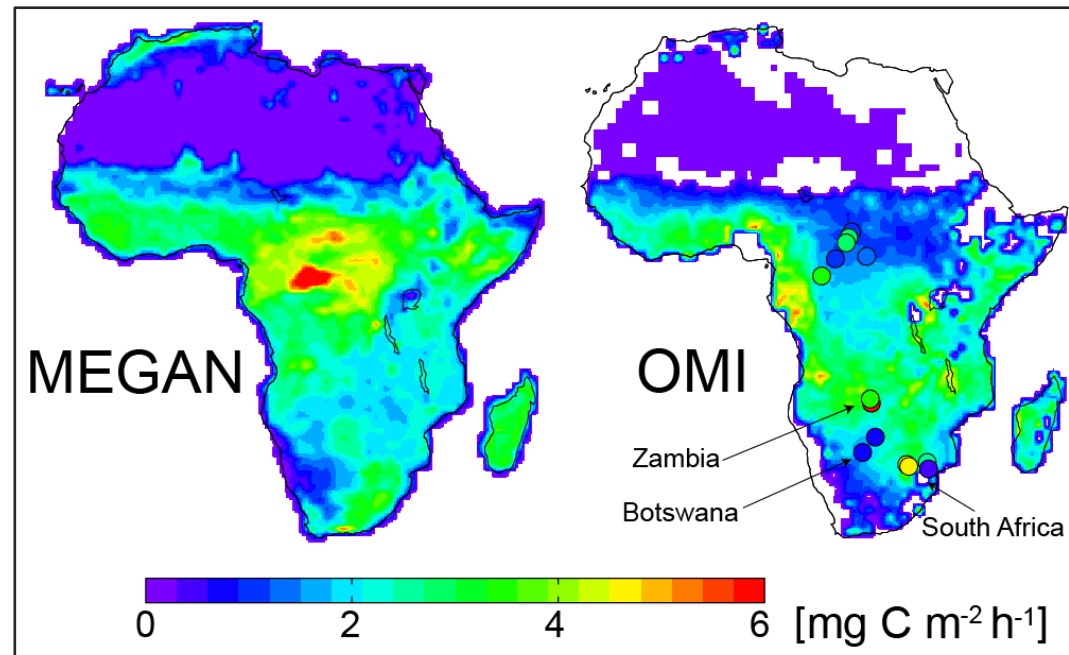 MEGAN
OMI
Zambia
Botswana
South Africa
0 2 4 6 [mg C m-2 h-1]